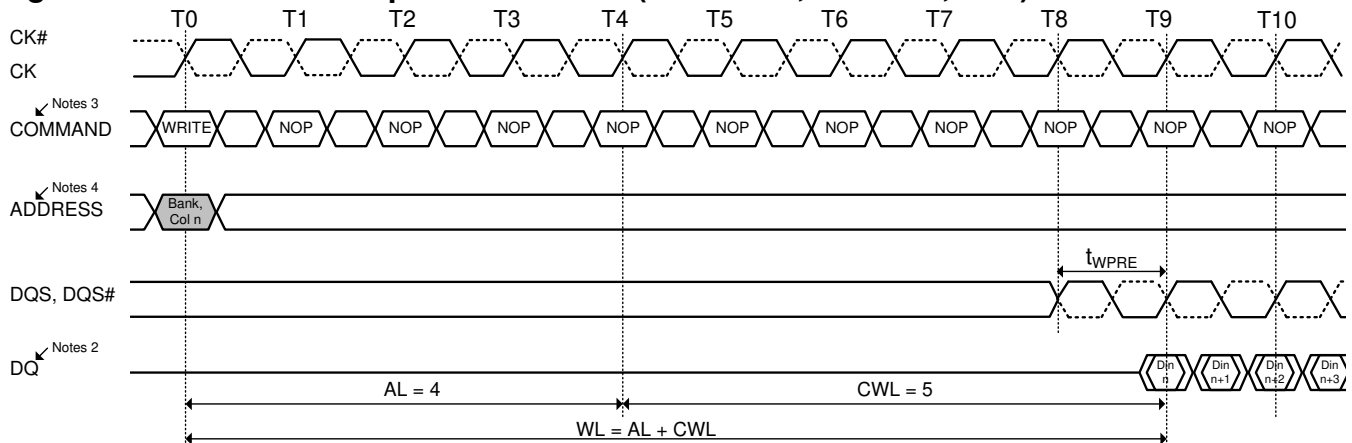 T0 T1 T2 T3 T4 T5 T6 T7 T8 T9 T10
CK#
CK
Notes 3
COMMAND WRITE NOP NOP NOP NOP NOP NOP NOP NOP NOP NOP
Notes 4
ADDRESS
Bank,
Col n
tWPRE
DQS, DQS#
Notes 2
DQ
Din
n
Din
n+1
Din
n+2
Din
n+3
AL = 4 CWL = 5
WL = AL + CWL